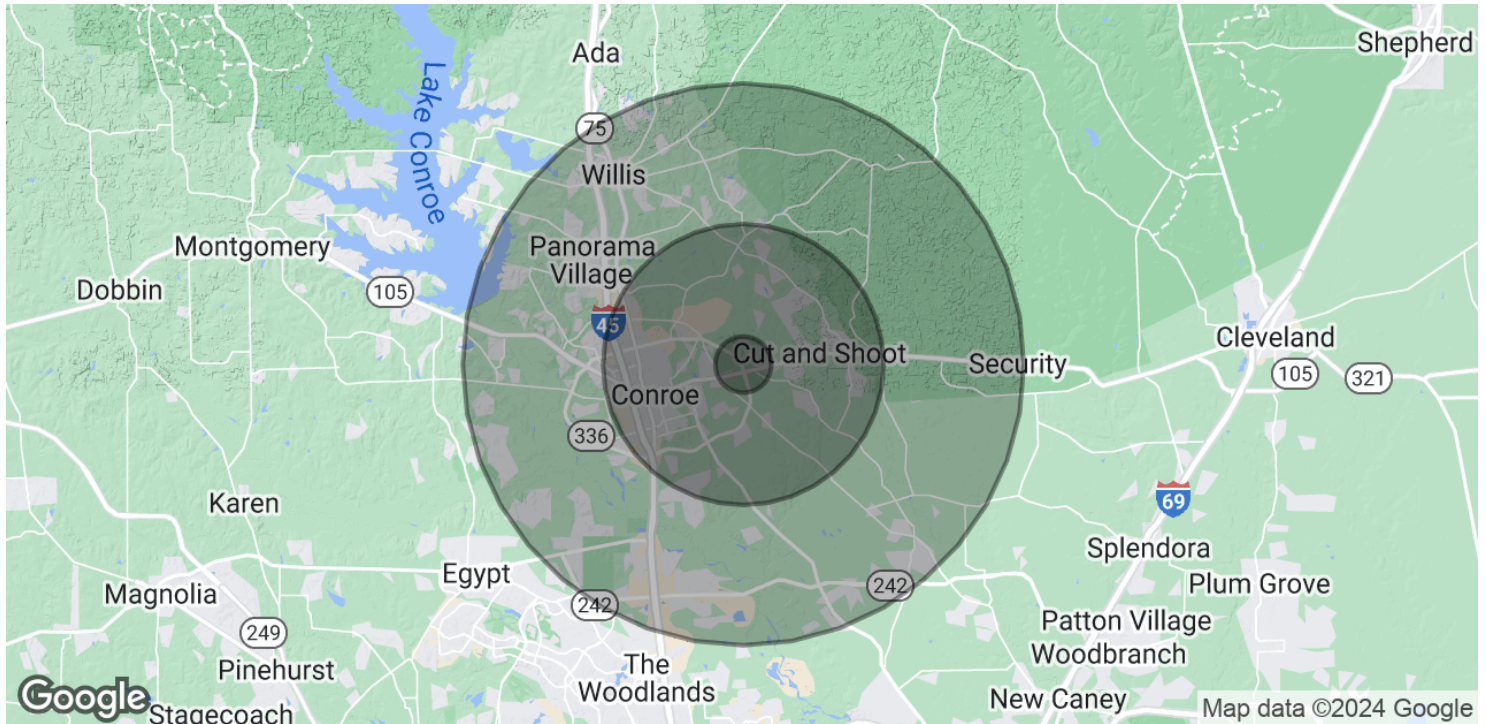 Shepherd
Ada
Lake Conroe
75
Willis
Panorama
Village
Montgomery
Dobbin
105
45
Cut and Shoot
Security
Cleveland
105
321
Conroe
336
Karen
69
Splendora
Egypt
Magnolia
242
242
Plum Grove
249
Patton Village
Woodbranch
Pinehurst
The
Woodlands
New Caney
Google
Stagecoach
Map data ©2024 Google